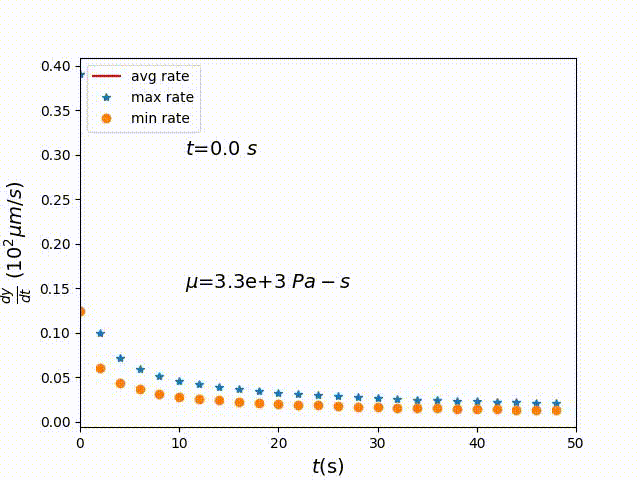 0.40
0.35
0.30
0.25
0.20
0.15
0.10
0.05
0.00
avg rate
max rate
min rate
t=0.0 s
μ=3.3e+3 Pa − s
dy/dt (10² μm/s)
0 10 20 30 40 50
t(s)